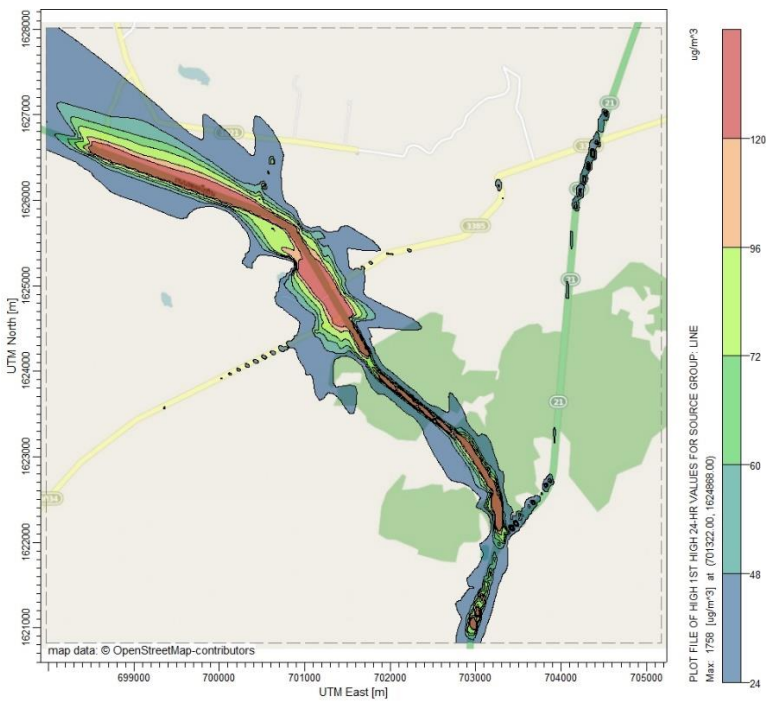 1628000
1627000
1626000
1625000
1624000
1623000
1622000
1621000
UTM North [m]
21
3385
21
map data: © OpenStreetMap-contributors
699000 700000 701000 702000 703000 704000 705000
UTM East [m]
ug/m^3
120
96
72
60
48
24
PLOT FILE OF HIGH 1ST HIGH 24-HR VALUES FOR SOURCE GROUP: LINE
Max: 1758 [ug/m^3] at (701322.00, 1624868.00)